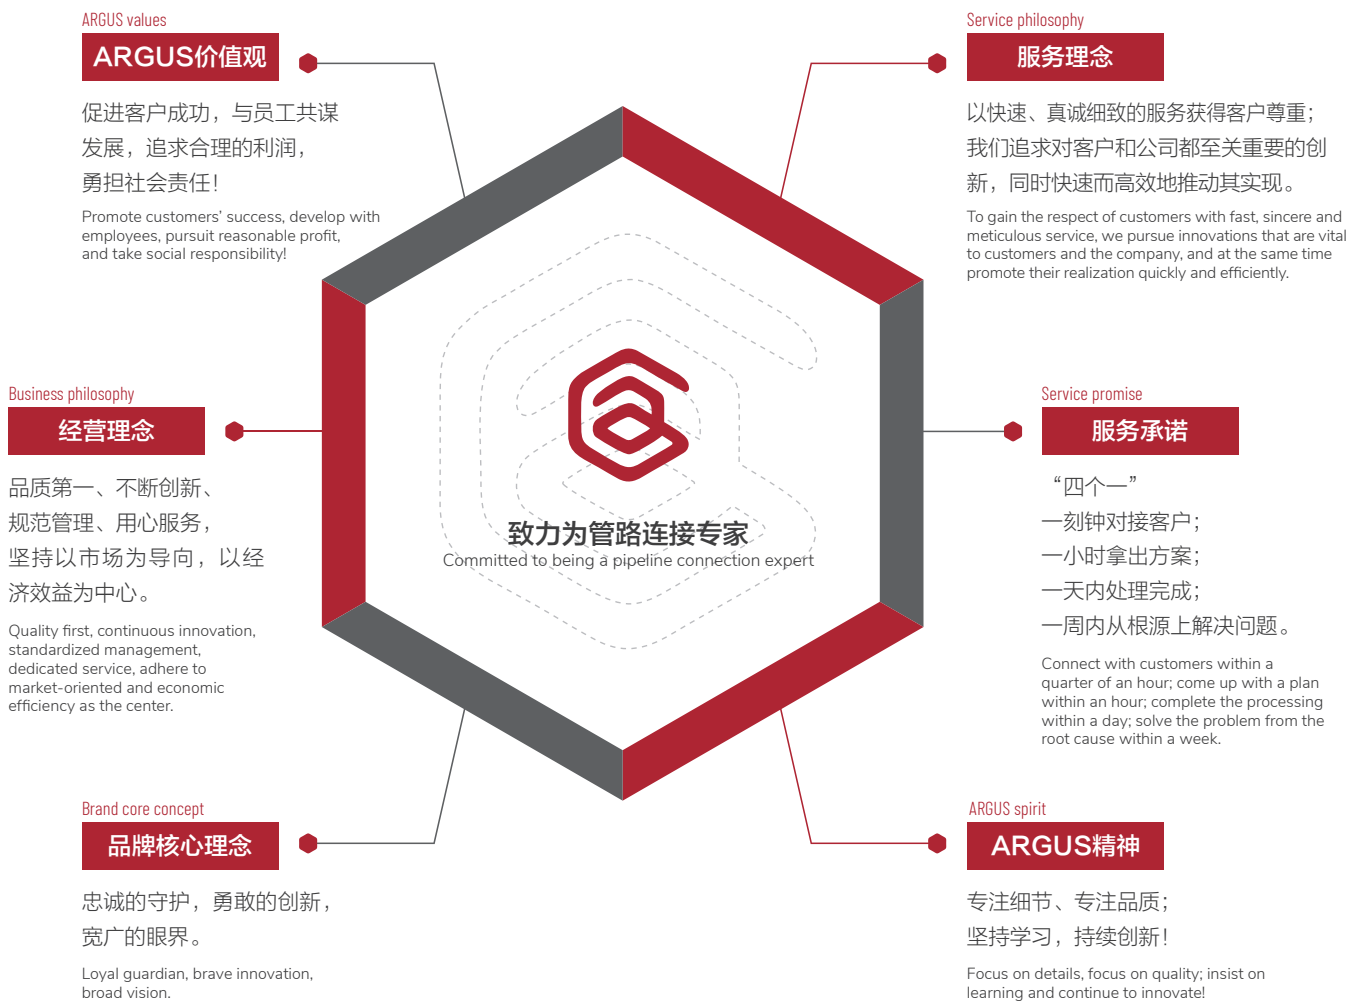 ARGUS values
ARGUS价值观
促进客户成功，与员工共谋
发展，追求合理的利润，
勇担社会责任！
Promote customers' success, develop with
employees, pursuit reasonable profit,
and take social responsibility!
Service philosophy
服务理念
以快速、真诚细致的服务获得客户尊重；
我们追求对客户和公司都至关重要的创
新，同时快速而高效地推动其实现。
To gain the respect of customers with fast, sincere and
meticulous service, we pursue innovations that are vital
to customers and the company, and at the same time
promote their realization quickly and efficiently.
Business philosophy
经营理念
品质第一、不断创新、
规范管理、用心服务，
坚持以市场为导向，以经
济效益为中心。
Quality first, continuous innovation,
standardized management,
dedicated service, adhere to
market-oriented and economic
efficiency as the center.
致力为管路连接专家
Committed to being a pipeline connection expert
Service promise
服务承诺
“四个一”
一刻钟对接客户；
一小时拿出方案；
一天内处理完成；
一周内从根源上解决问题。
Connect with customers within a
quarter of an hour; come up with a plan
within an hour; complete the processing
within a day; solve the problem from the
root cause within a week.
Brand core concept
品牌核心理念
忠诚的守护，勇敢的创新，
宽广的眼界。
Loyal guardian, brave innovation,
broad vision.
ARGUS spirit
ARGUS精神
专注细节、专注品质；
坚持学习，持续创新！
Focus on details, focus on quality; insist on
learning and continue to innovate!